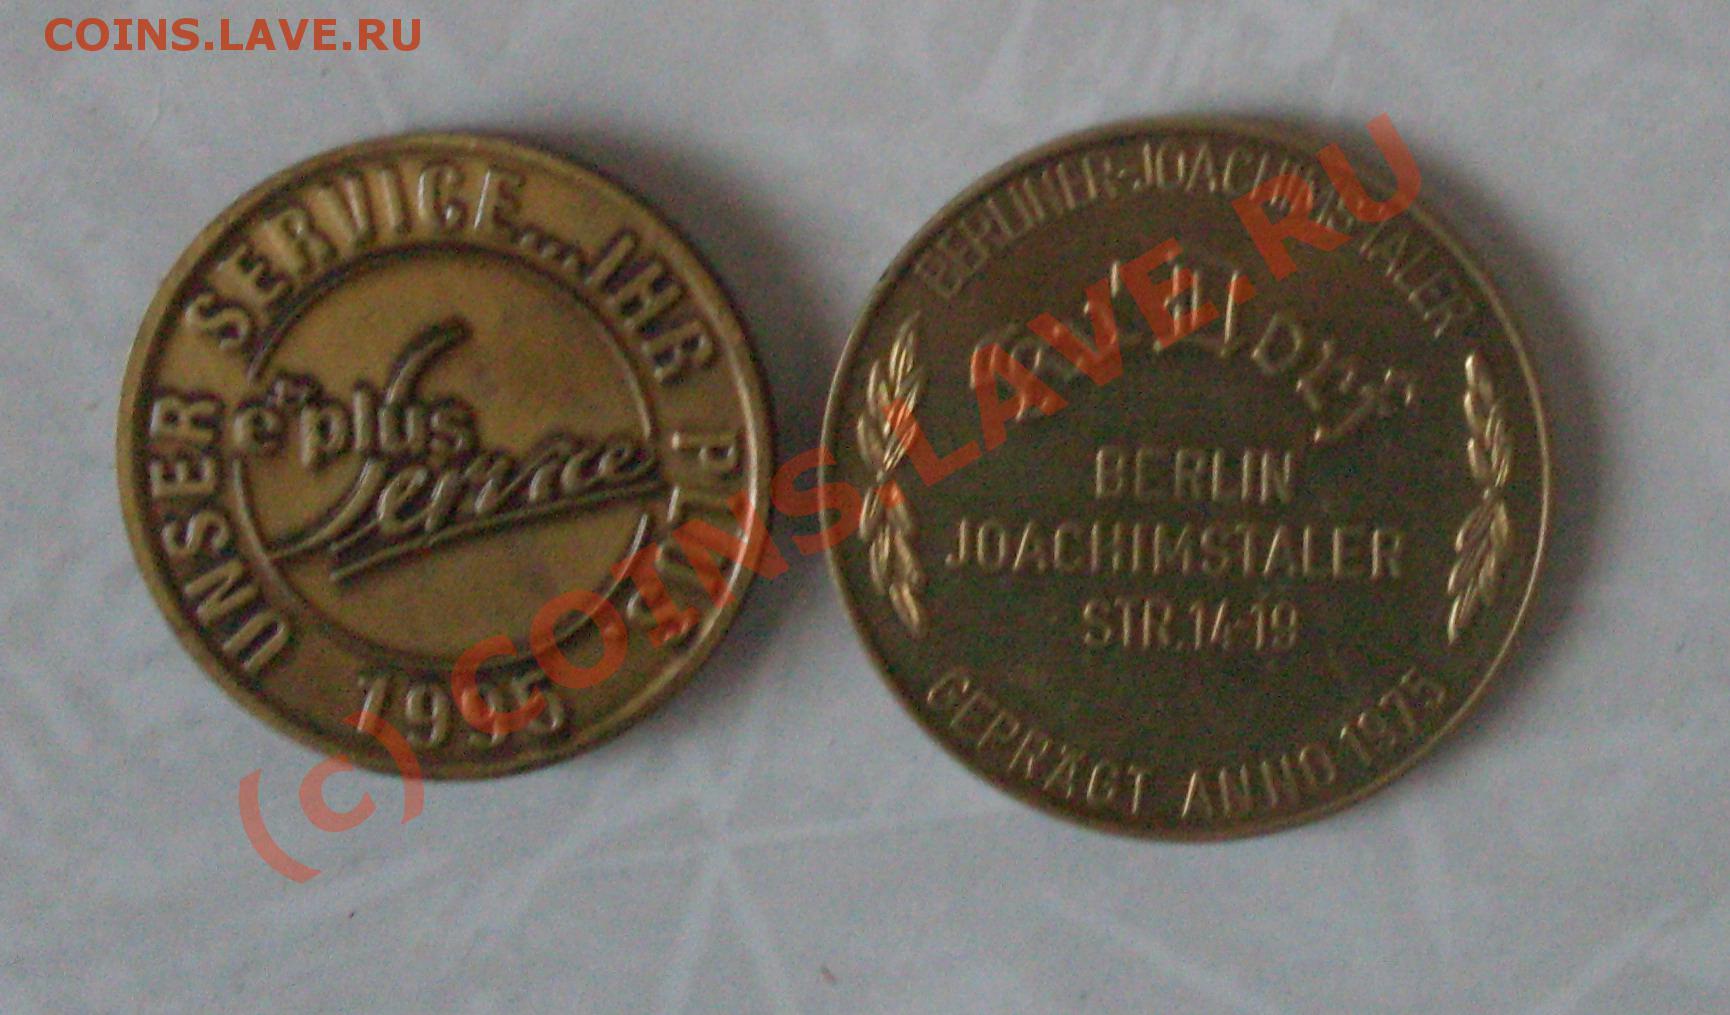 COINS.LAVE.RU
UNSER SERVICE...IHR PLUS
plus
Service
1995
BERLINER-JOACHIMSTALER
BERLIN
JOACHIMSTALER
STR.14-19
GEPRÄGT ANNO 1975
(c) COINS.LAVE.RU